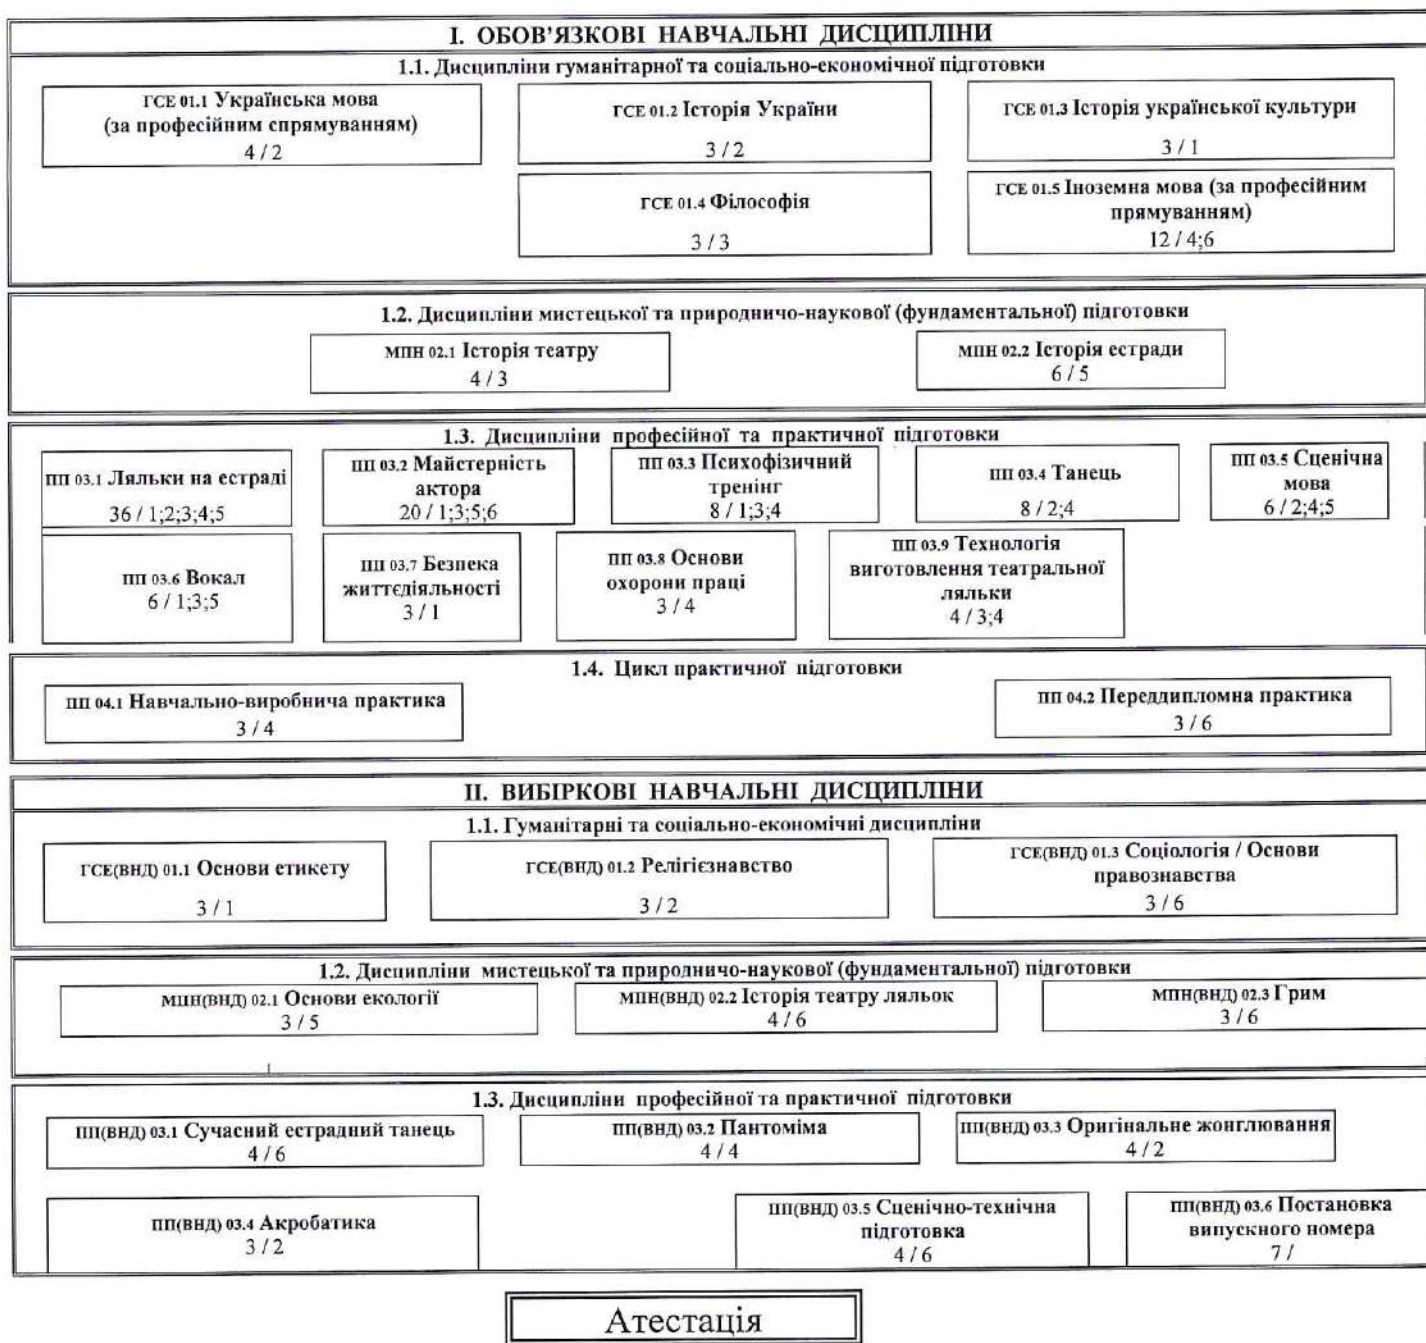 І. ОБОВ'ЯЗКОВІ НАВЧАЛЬНІ ДИСЦИПЛІНИ
1.1. Дисципліни гуманітарної та соціально-економічної підготовки
ГСЕ 01.1 Українська мова
(за професійним спрямуванням)
4 / 2
ГСЕ 01.2 Історія України
3 / 2
ГСЕ 01.3 Історія української культури
3 / 1
ГСЕ 01.4 Філософія
3 / 3
ГСЕ 01.5 Іноземна мова (за професійним
прямуванням)
12 / 4;6
1.2. Дисципліни мистецької та природничо-наукової (фундаментальної) підготовки
МПН 02.1 Історія театру
4 / 3
МПН 02.2 Історія естради
6 / 5
1.3. Дисципліни професійної та практичної підготовки
ПП 03.1 Ляльки на естраді
36 / 1;2;3;4;5
ПП 03.2 Майстерність
актора
20 / 1;3;5;6
ПП 03.3 Психофізичний
тренінг
8 / 1;3;4
ПП 03.4 Танець
8 / 2;4
ПП 03.5 Сценічна
мова
6 / 2;4;5
ПП 03.6 Вокал
6 / 1;3;5
ПП 03.7 Безпека
життєдіяльності
3 / 1
ПП 03.8 Основи
охорони праці
3 / 4
ПП 03.9 Технологія
виготовлення театральної
ляльки
4 / 3;4
1.4. Цикл практичної підготовки
ПП 04.1 Навчально-виробнича практика
3 / 4
ПП 04.2 Переддипломна практика
3 / 6
ІІ. ВИБІРКОВІ НАВЧАЛЬНІ ДИСЦИПЛІНИ
1.1. Гуманітарні та соціально-економічні дисципліни
ГСЕ(ВНД) 01.1 Основи етикету
3 / 1
ГСЕ(ВНД) 01.2 Релігієзнавство
3 / 2
ГСЕ(ВНД) 01.3 Соціологія / Основи
правознавства
3 / 6
1.2. Дисципліни мистецької та природничо-наукової (фундаментальної) підготовки
МПН(ВНД) 02.1 Основи екології
3 / 5
МПН(ВНД) 02.2 Історія театру ляльок
4 / 6
МПН(ВНД) 02.3 Грим
3 / 6
1.3. Дисципліни професійної та практичної підготовки
ПП(ВНД) 03.1 Сучасний естрадний танець
4 / 6
ПП(ВНД) 03.2 Пантоміма
4 / 4
ПП(ВНД) 03.3 Оригінальне жонглювання
4 / 2
ПП(ВНД) 03.4 Акробатика
3 / 2
ПП(ВНД) 03.5 Сценічно-технічна
підготовка
4 / 6
ПП(ВНД) 03.6 Постановка
випускного номера
7 /
Атестація